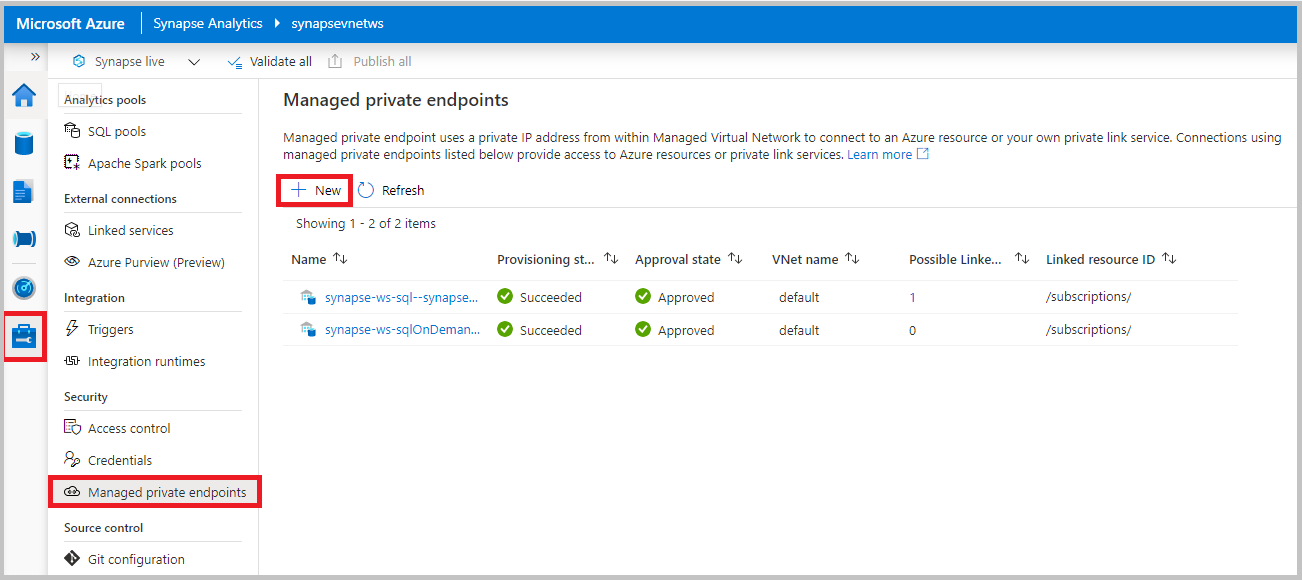 Microsoft Azure Synapse Analytics synapsevnetws
Synapse live Validate all Publish all
Analytics pools
SQL pools
Apache Spark pools
External connections
Linked services
Azure Purview (Preview)
Integration
Triggers
Integration runtimes
Security
Access control
Credentials
Managed private endpoints
Source control
Git configuration
Managed private endpoints
Managed private endpoint uses a private IP address from within Managed Virtual Network to connect to an Azure resource or your own private link service. Connections using
managed private endpoints listed below provide access to Azure resources or private link services. Learn more
New Refresh
Showing 1 - 2 of 2 items
Name Provisioning st... Approval state VNet name Possible Linke... Linked resource ID
synapse-ws-sql--synapse... Succeeded Approved default 1 /subscriptions/
synapse-ws-sqlOnDeman... Succeeded Approved default 0 /subscriptions/